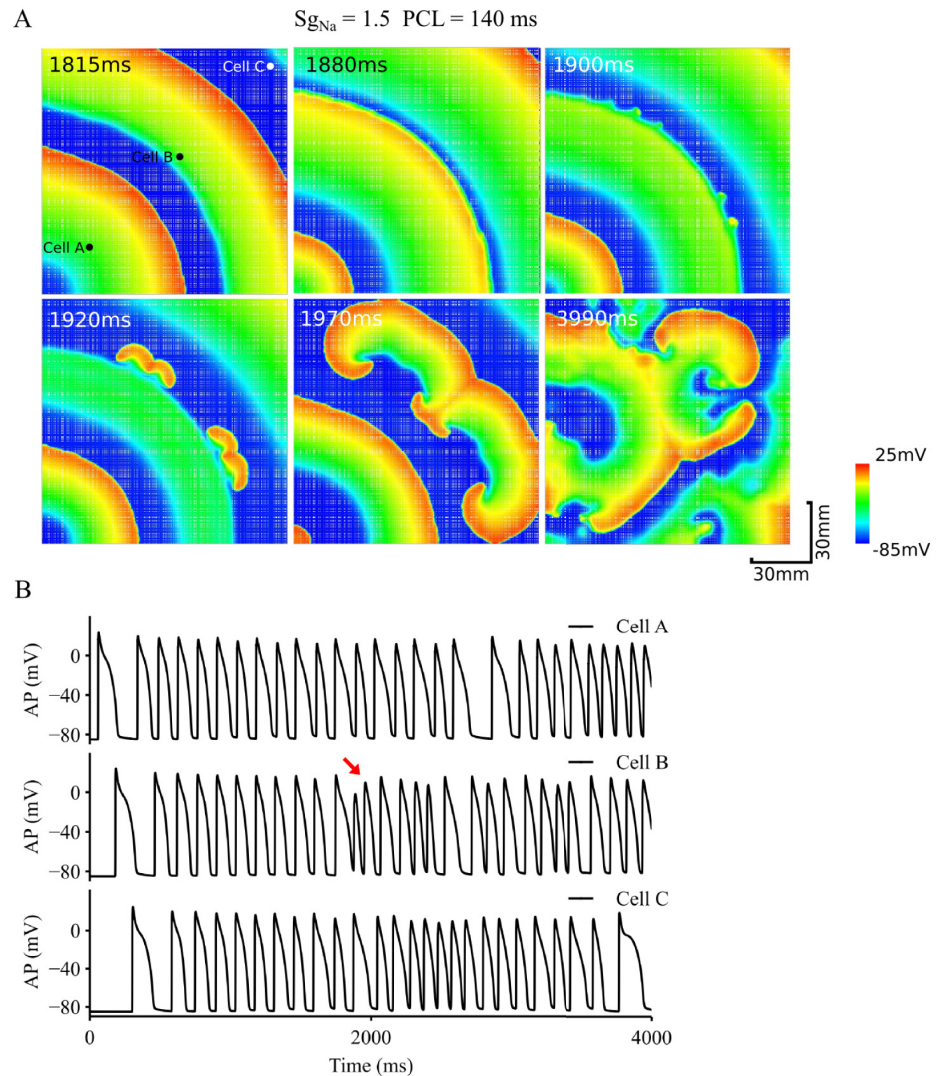 A
Sg_Na = 1.5 PCL = 140 ms
1815ms
Cell C
Cell B
Cell A
1880ms
1900ms
1920ms
1970ms
3990ms
25mV
-85mV
30mm
30mm
B
Cell A
AP (mV)
0
−40
−80
Cell B
AP (mV)
0
−40
−80
Cell C
AP (mV)
0
−40
−80
0
2000
4000
Time (ms)